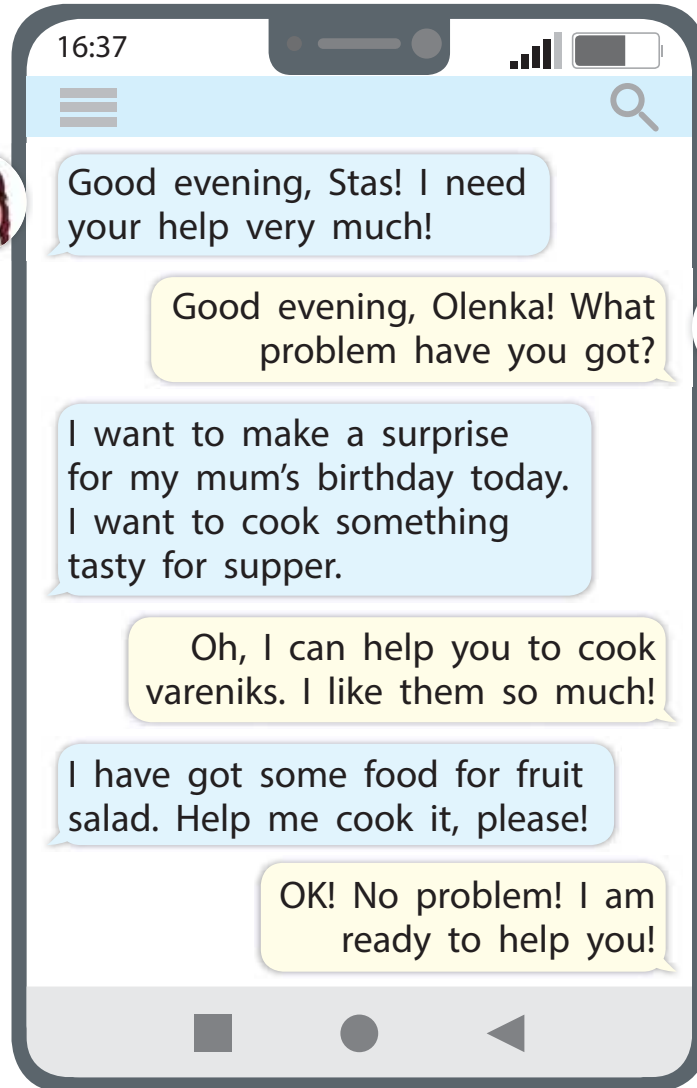 16:37
Good evening, Stas! I need
your help very much!
Good evening, Olenka! What
problem have you got?
I want to make a surprise
for my mum's birthday today.
I want to cook something
tasty for supper.
Oh, I can help you to cook
vareniks. I like them so much!
I have got some food for fruit
salad. Help me cook it, please!
OK! No problem! I am
ready to help you!